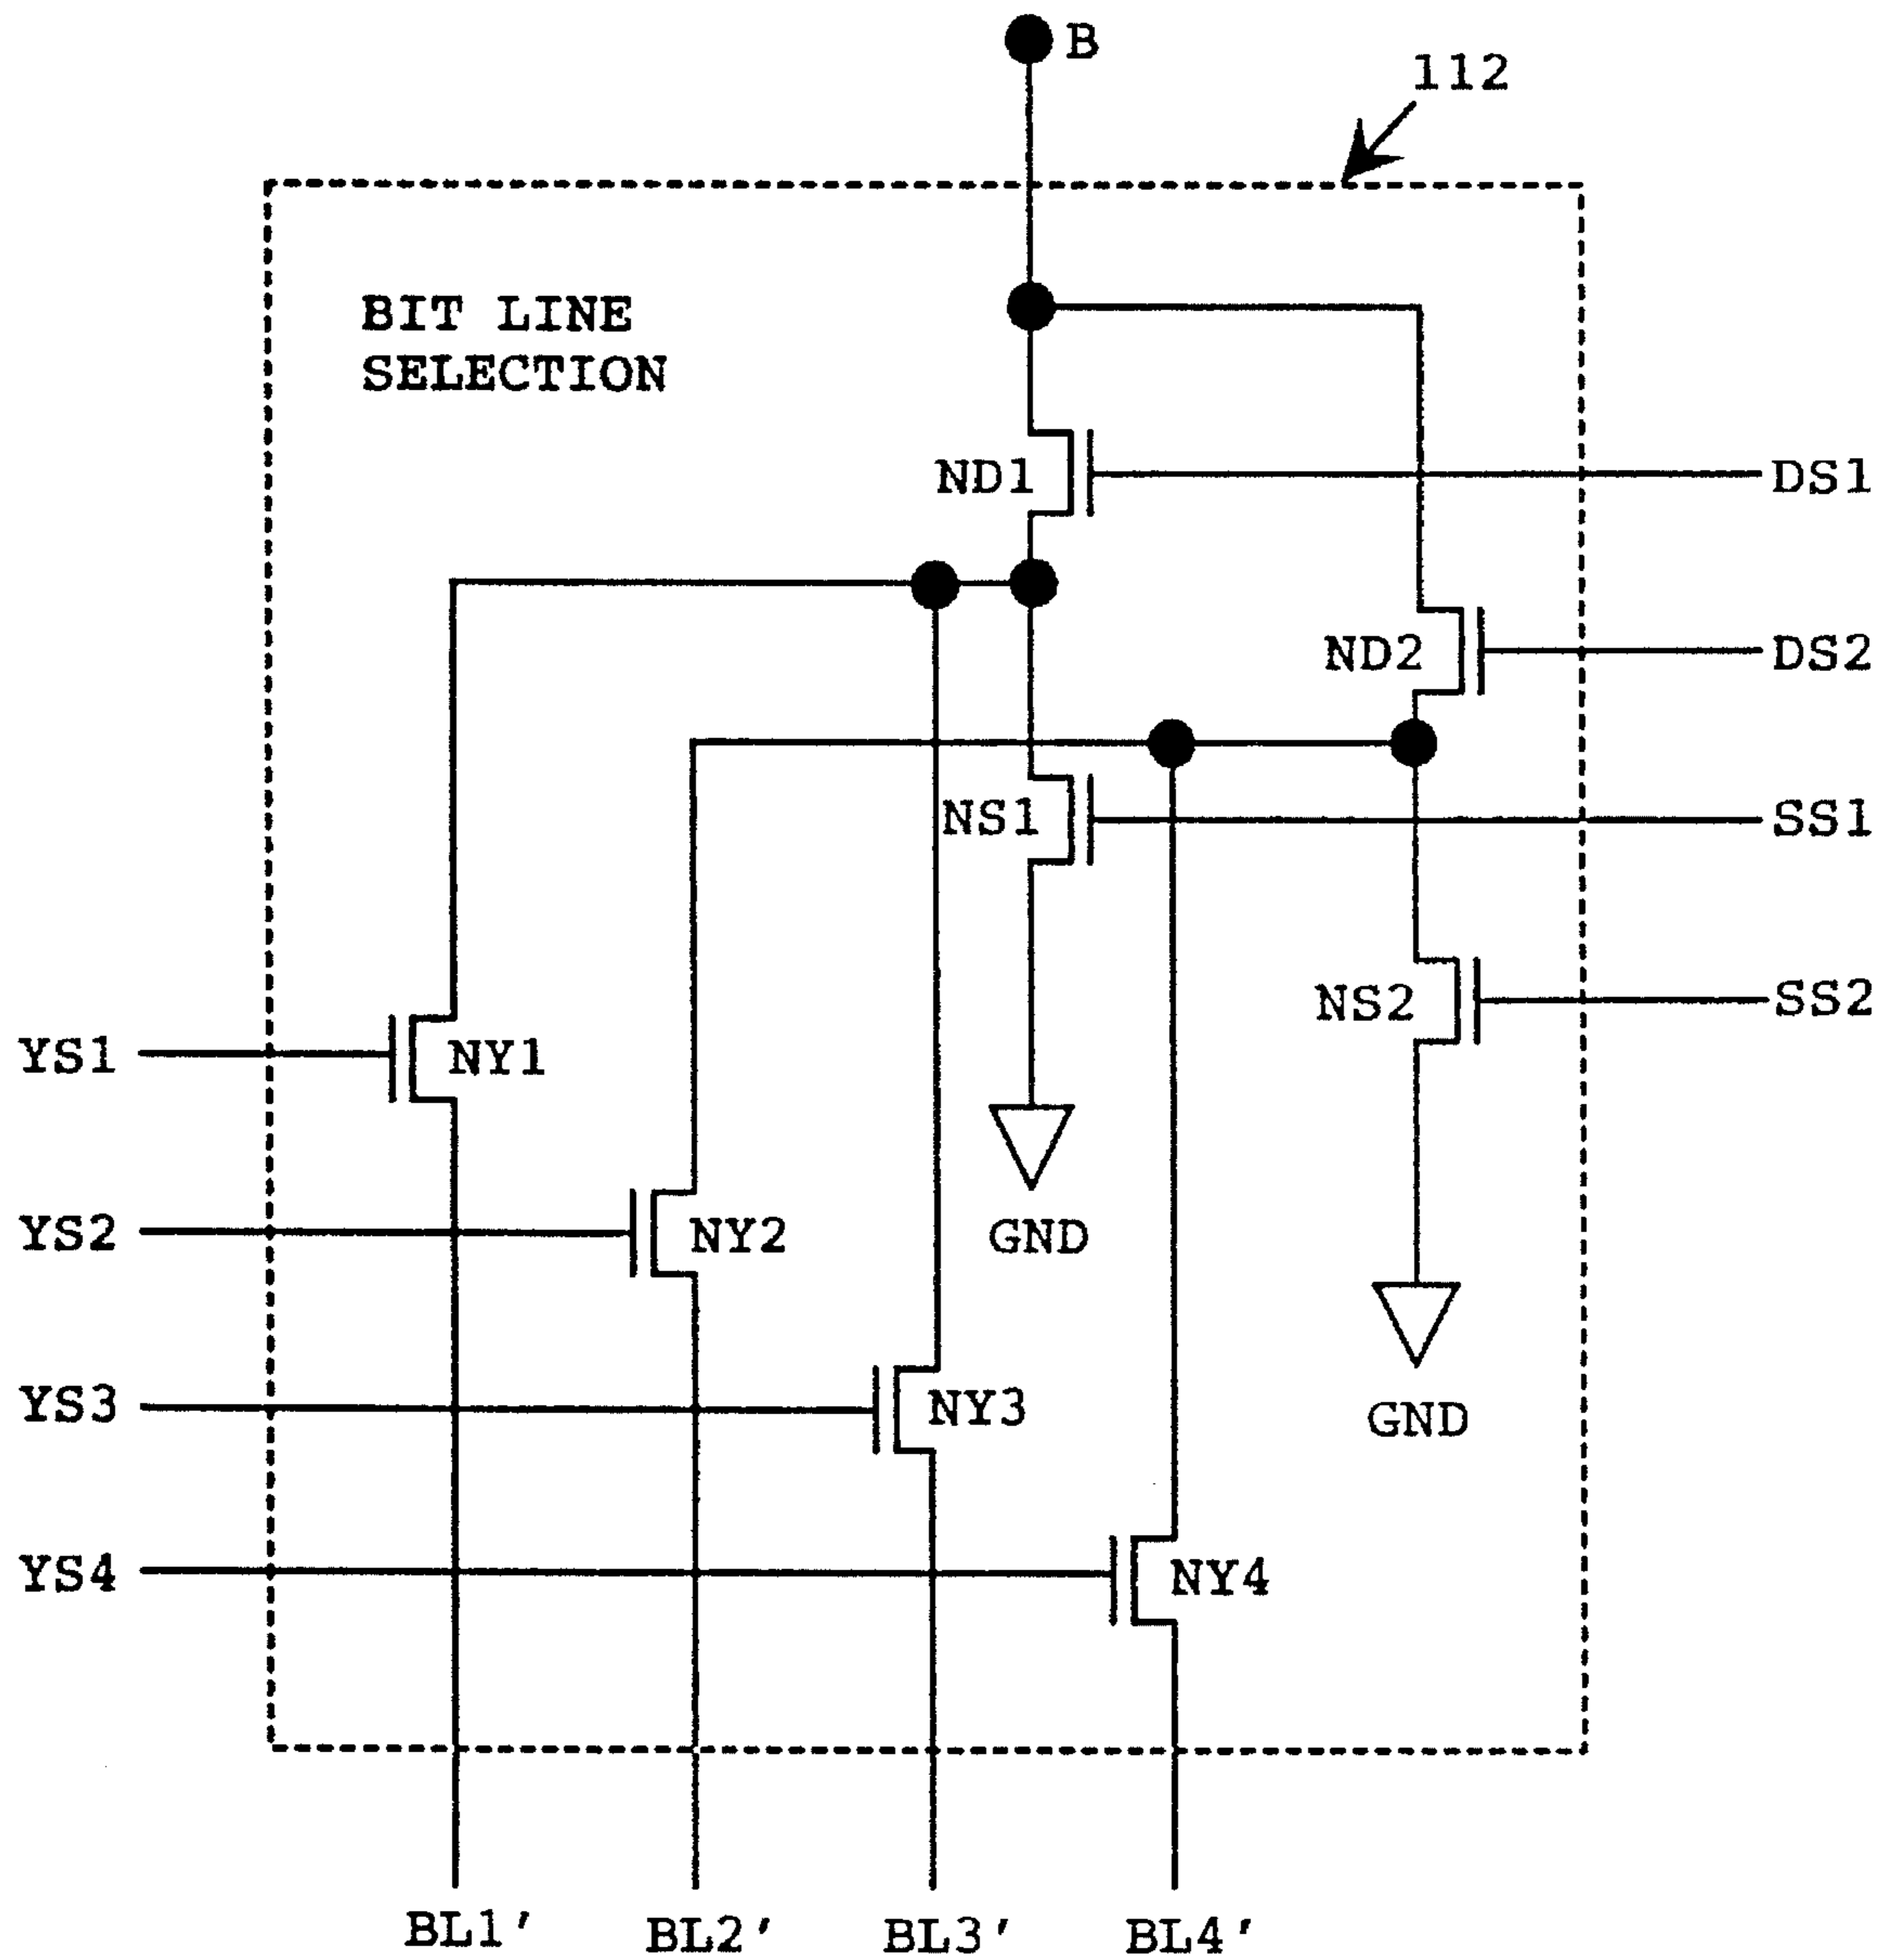 B
112
BIT LINE
SELECTION
ND1
DS1
ND2
DS2
NS1
SS1
NS2
SS2
YS1
NY1
YS2
NY2
GND
YS3
NY3
GND
YS4
NY4
BL1'
BL2'
BL3'
BL4'